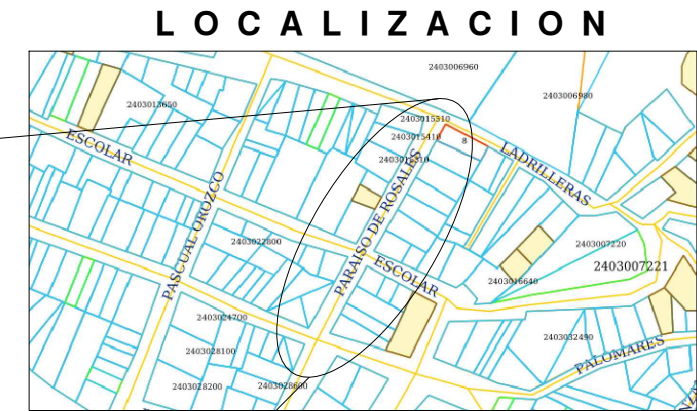 LOCALIZACION
2403006960
2403013650
2403006980
2403015510
2403015410
8
ESCOLAR
LADRILLERAS
PASCUAL OROZCO
PARAISO DE ROSALES
2403022800
2403007220
ESCOLAR
2403007221
2403016640
2403024700
2403032490
2403028100
PALOMARES
2403028200
2403028600